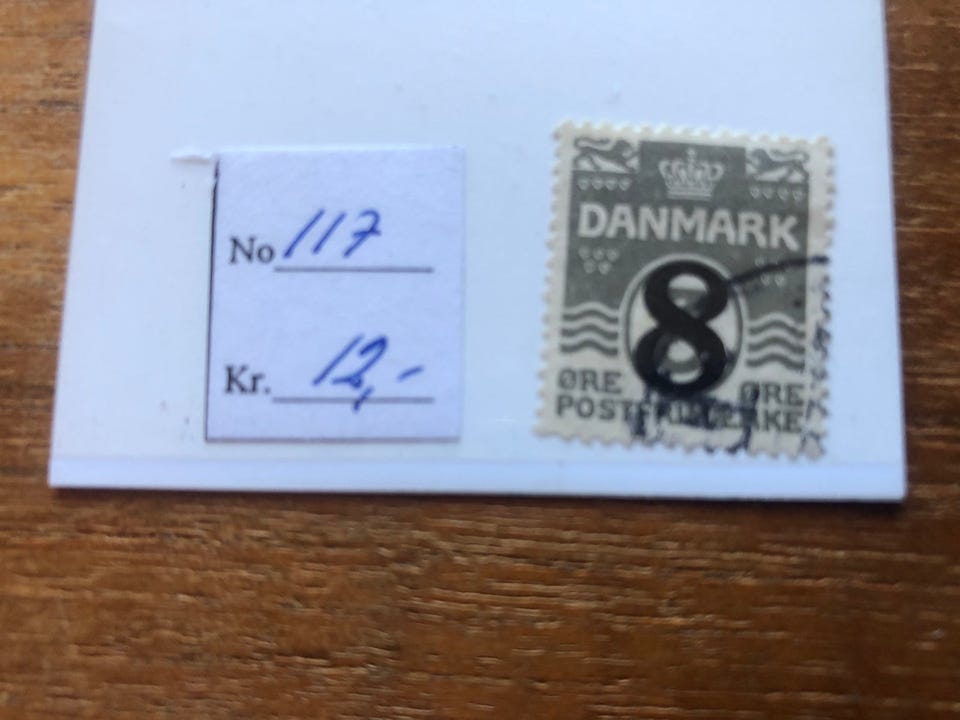 No 117
Kr. 12,-
DANMARK
8
ØRE ØRE
POSTFRIMÆRKE